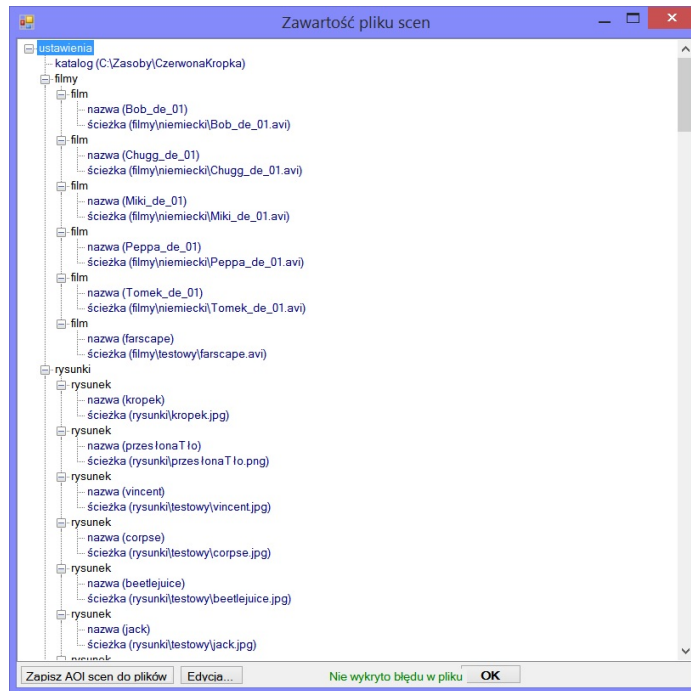 Zawartość pliku scen
ustawienia
katalog (C:\Zasoby\CzerwonaKropka)
filmy
film
nazwa (Bob_de_01)
ścieżka (filmy\niemiecki\Bob_de_01.avi)
film
nazwa (Chugg_de_01)
ścieżka (filmy\niemiecki\Chugg_de_01.avi)
film
nazwa (Miki_de_01)
ścieżka (filmy\niemiecki\Miki_de_01.avi)
film
nazwa (Peppa_de_01)
ścieżka (filmy\niemiecki\Peppa_de_01.avi)
film
nazwa (Tomek_de_01)
ścieżka (filmy\niemiecki\Tomek_de_01.avi)
film
nazwa (farscape)
ścieżka (filmy\testowy\farscape.avi)
rysunki
rysunek
nazwa (kropek)
ścieżka (rysunki\kropek.jpg)
rysunek
nazwa (przesłonaTło)
ścieżka (rysunki\przesłonaTło.png)
rysunek
nazwa (vincent)
ścieżka (rysunki\testowy\vincent.jpg)
rysunek
nazwa (corpse)
ścieżka (rysunki\testowy\corpse.jpg)
rysunek
nazwa (beetlejuice)
ścieżka (rysunki\testowy\beetlejuice.jpg)
rysunek
nazwa (jack)
ścieżka (rysunki\testowy\jack.jpg)
rysunek
Zapisz AOI scen do plików Edycja... Nie wykryto błędu w pliku OK